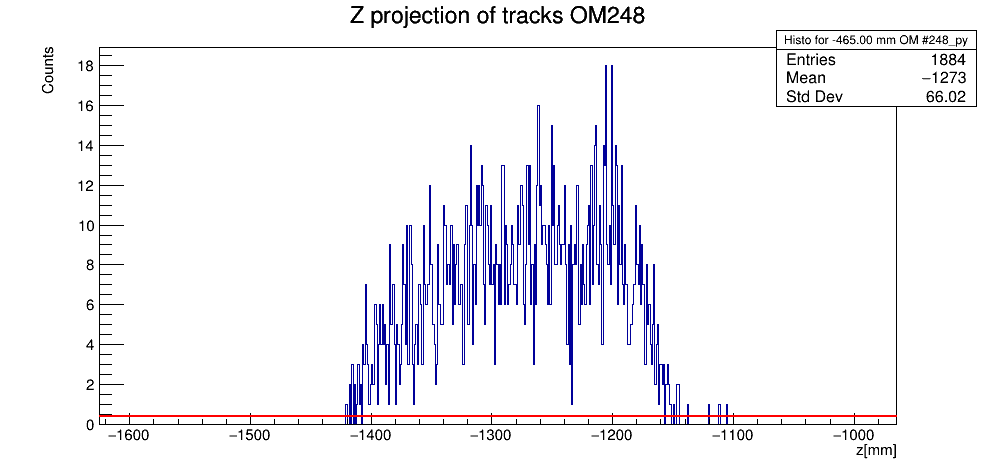 Z projection of tracks OM248
Histo for -465.00 mm OM #248_py
Entries 1884
Mean −1273
Std Dev 66.02
Counts
18
16
14
12
10
8
6
4
2
0
−1600 −1500 −1400 −1300 −1200 −1100 −1000
z[mm]